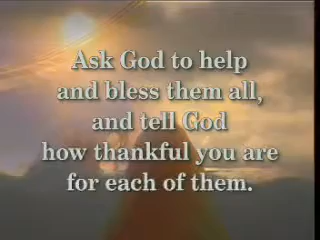 Ask God to help
and bless them all,
and tell God
how thankful you are
for each of them.